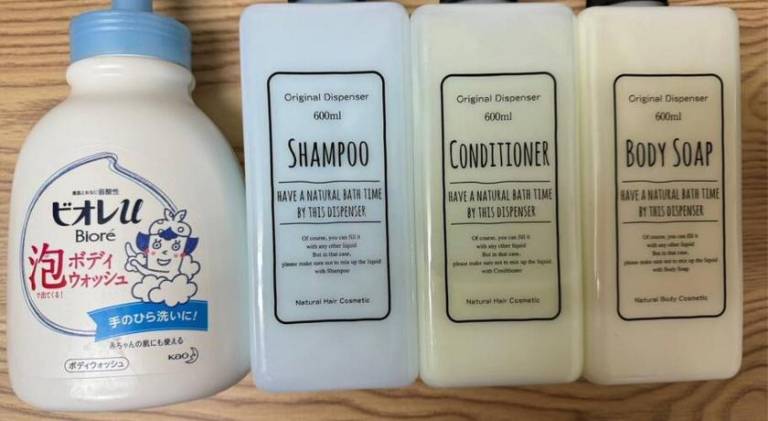 素肌とおなじ弱酸性
ビオレu
Bioré
泡で出てくる!
ボディ
ウォッシュ
手のひら洗いに!
赤ちゃんの肌にも使える
ボディウォッシュ
Kao
Original Dispenser
600ml
SHAMPOO
HAVE A NATURAL BATH TIME
BY THIS DISPENSER
Of course, you can fill it
with any other liquid
But in that case,
please make sure not to mix up the liquid
with Shampoo
Natural Hair Cosmetic
Original Dispenser
600ml
CONDITIONER
HAVE A NATURAL BATH TIME
BY THIS DISPENSER
Of course, you can fill it
with any other liquid
But in that case,
please make sure not to mix up the liquid
with Conditioner
Natural Hair Cosmetic
Original Dispenser
600ml
BODY SOAP
HAVE A NATURAL BATH TIME
BY THIS DISPENSER
Of course, you can fill it
with any other liquid
But in that case,
please make sure not to mix up the liquid
with Body Soap
Natural Body Cosmetic